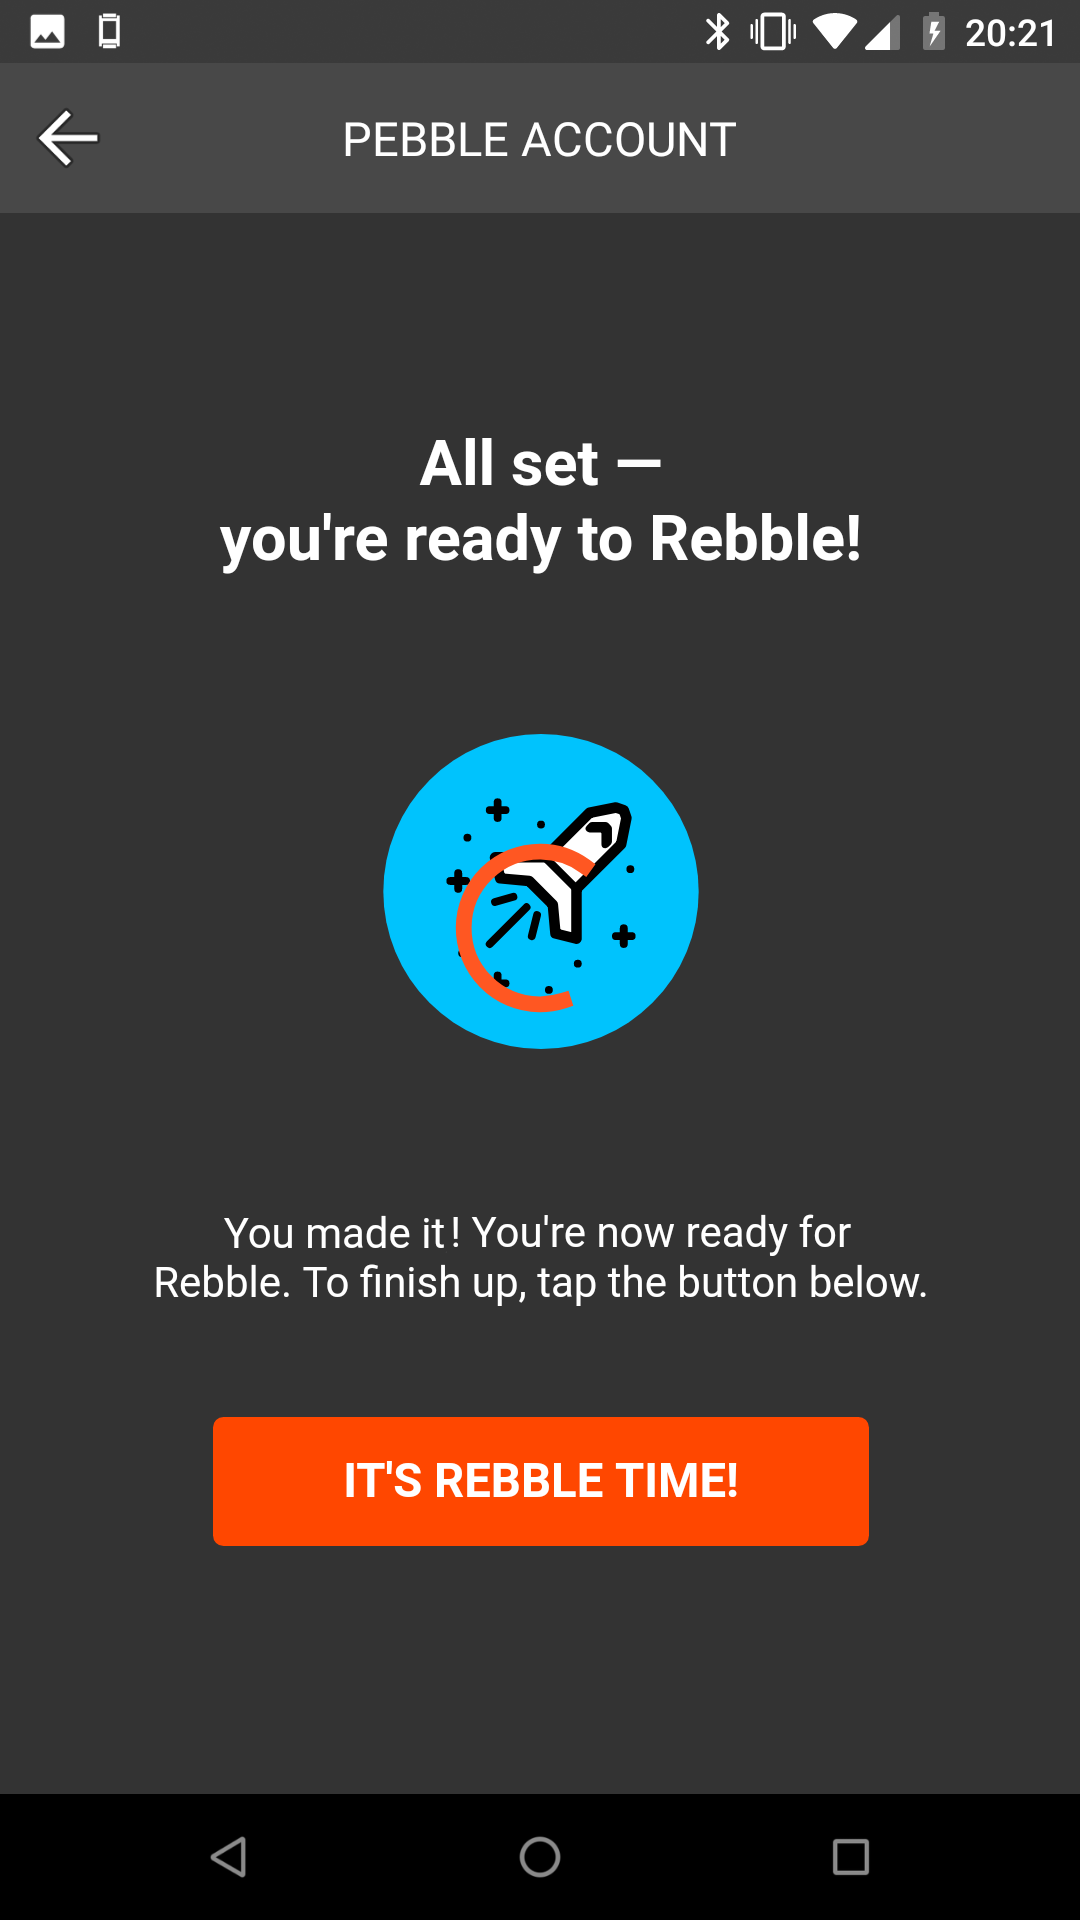 20:21
PEBBLE ACCOUNT
All set —
you're ready to Rebble!
You made it! You're now ready for
Rebble. To finish up, tap the button below.
IT'S REBBLE TIME!